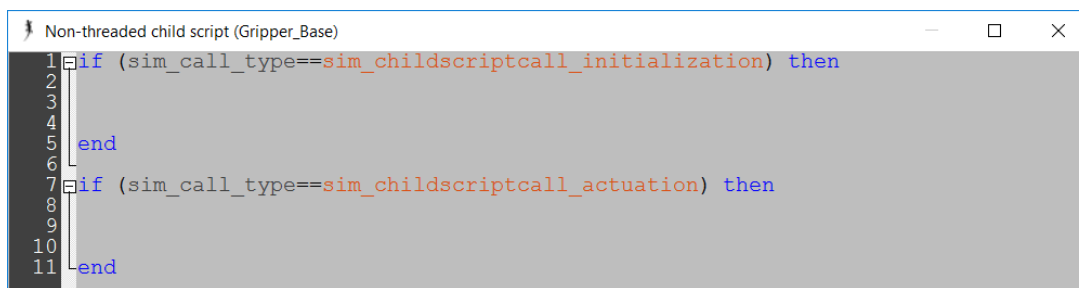 Non-threaded child script (Gripper_Base)
1 if (sim_call_type==sim_childscriptcall_initialization) then
2
3
4
5 end
6
7 if (sim_call_type==sim_childscriptcall_actuation) then
8
9
10
11 end